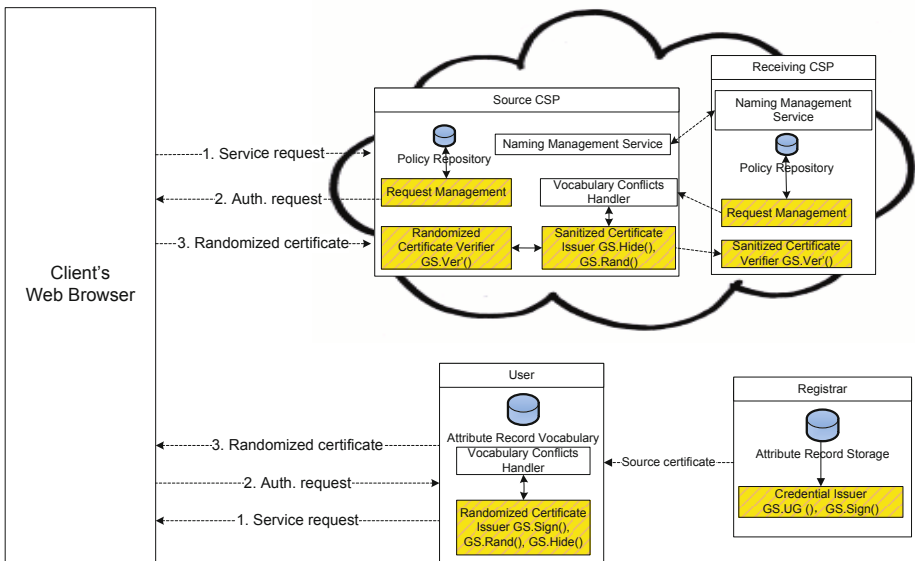 Client's
Web Browser
1. Service request
2. Auth. request
3. Randomized certificate
Source CSP
Policy Repository
Naming Management Service
Request Management
Vocabulary Conflicts
Handler
Randomized
Certificate Verifier
GS.Ver'()
Sanitized Certificate
Issuer GS.Hide(),
GS.Rand()
Receiving CSP
Naming Management
Service
Policy Repository
Request Management
Sanitized Certificate
Verifier GS.Ver'()
3. Randomized certificate
2. Auth. request
1. Service request
User
Attribute Record Vocabulary
Vocabulary Conflicts
Handler
Randomized Certificate
Issuer GS.Sign(),
GS.Rand(), GS.Hide()
Source certificate
Registrar
Attribute Record Storage
Credential Issuer
GS.UG (), GS.Sign()